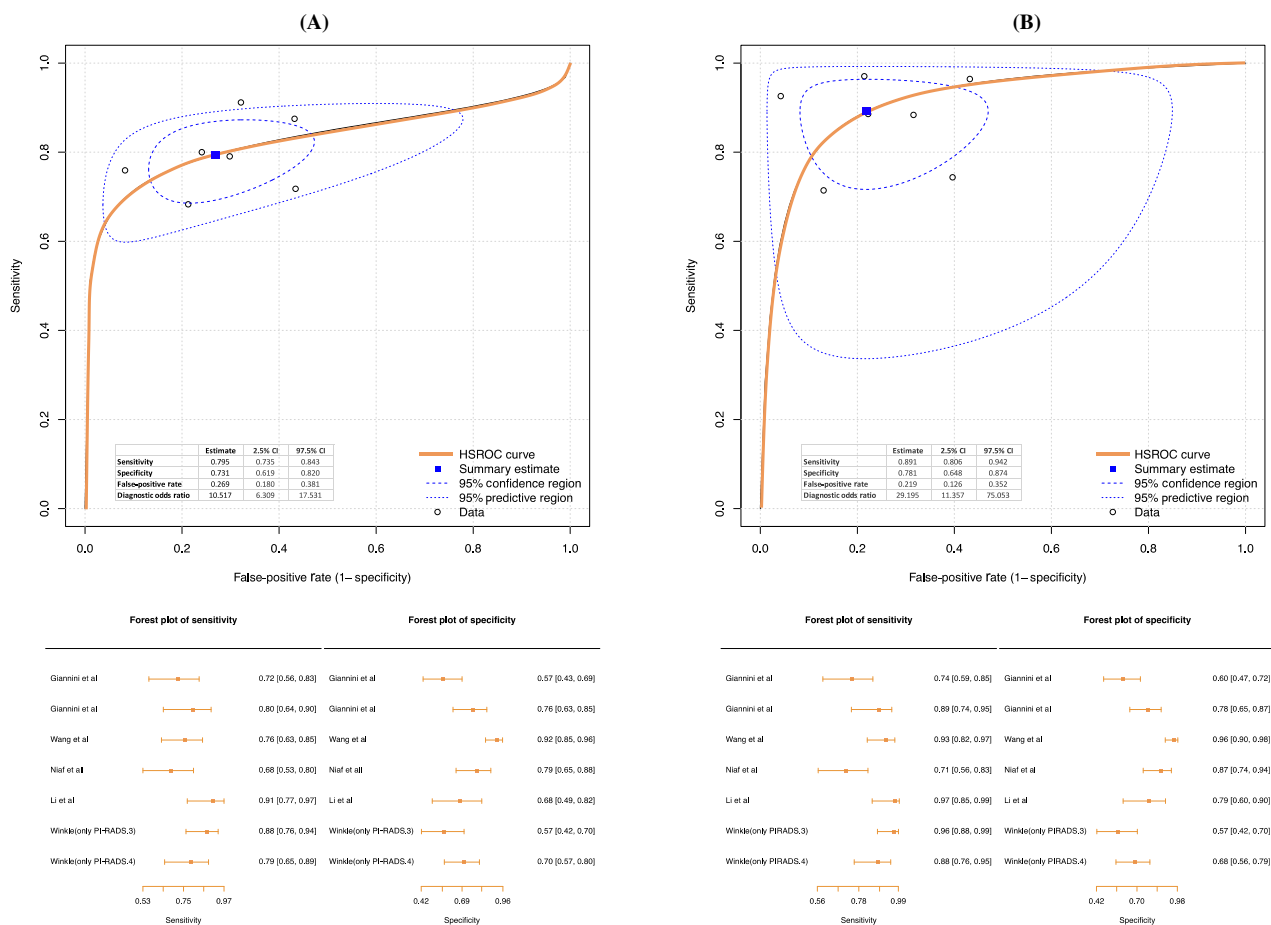 (A)
1.0
0.8
0.6
0.4
0.2
0.0
Sensitivity
Estimate 2.5% CI 97.5% CI
Sensitivity 0.795 0.735 0.843
Specificity 0.731 0.619 0.820
False-positive rate 0.269 0.180 0.381
Diagnostic odds ratio 10.517 6.309 17.531
HSROC curve
Summary estimate
95% confidence region
95% predictive region
Data
0.0 0.2 0.4 0.6 0.8 1.0
False-positive rate (1− specificity)
Forest plot of sensitivity Forest plot of specificity
Giannini et al 0.72 [0.56, 0.83] Giannini et al 0.57 [0.43, 0.69]
Giannini et al 0.80 [0.64, 0.90] Giannini et al 0.76 [0.63, 0.85]
Wang et al 0.76 [0.63, 0.85] Wang et al 0.92 [0.85, 0.96]
Niaf et all 0.68 [0.53, 0.80] Niaf et all 0.79 [0.65, 0.88]
Li et al 0.91 [0.77, 0.97] Li et al 0.68 [0.49, 0.82]
Winkle(only PI-RADS.3) 0.88 [0.76, 0.94] Winkle(only PI-RADS.3) 0.57 [0.42, 0.70]
Winkle(only PI-RADS.4) 0.79 [0.65, 0.89] Winkle(only PI-RADS.4) 0.70 [0.57, 0.80]
0.53 0.75 0.97 0.42 0.69 0.96
Sensitivity Specificity
(B)
1.0
0.8
0.6
0.4
0.2
0.0
Sensitivity
Estimate 2.5% CI 97.5% CI
Sensitivity 0.891 0.806 0.942
Specificity 0.781 0.648 0.874
False-positive rate 0.219 0.126 0.352
Diagnostic odds ratio 29.195 11.357 75.053
HSROC curve
Summary estimate
95% confidence region
95% predictive region
Data
0.0 0.2 0.4 0.6 0.8 1.0
False-positive rate (1− specificity)
Forest plot of sensitivity Forest plot of specificity
Giannini et al 0.74 [0.59, 0.85] Giannini et al 0.60 [0.47, 0.72]
Giannini et al 0.89 [0.74, 0.95] Giannini et al 0.78 [0.65, 0.87]
Wang et al 0.93 [0.82, 0.97] Wang et al 0.96 [0.90, 0.98]
Niaf et al 0.71 [0.56, 0.83] Niaf et al 0.87 [0.74, 0.94]
Li et al 0.97 [0.85, 0.99] Li et al 0.79 [0.60, 0.90]
Winkle(only PIRADS.3) 0.96 [0.88, 0.99] Winkle(only PIRADS.3) 0.57 [0.42, 0.70]
Winkle(only PIRADS.4) 0.88 [0.76, 0.95] Winkle(only PIRADS.4) 0.68 [0.56, 0.79]
0.56 0.78 0.99 0.42 0.70 0.98
Sensitivity Specificity